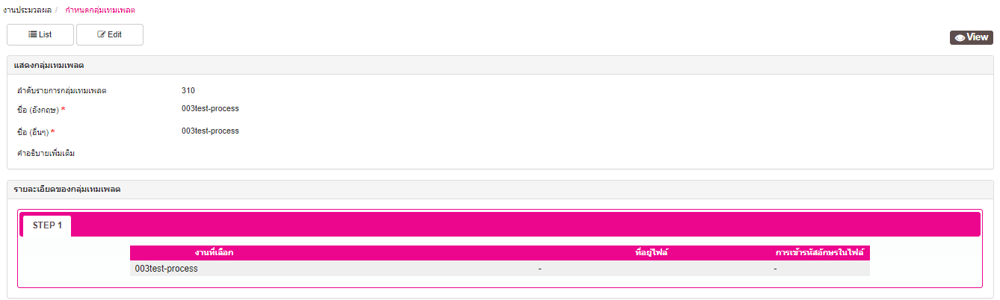 งานประมวลผล / กำหนดกลุ่มเทมเพลต
List Edit
View
แสดงกลุ่มเทมเพลต
ลำดับรายการกลุ่มเทมเพลต 310
ชื่อ (อังกฤษ) * 003test-process
ชื่อ (อื่นๆ) * 003test-process
คำอธิบายเพิ่มเติม
รายละเอียดของกลุ่มเทมเพลต
STEP 1
งานที่เลือก ที่อยู่ไฟล์ การเข้ารหัสอักษรในไฟล์
003test-process - -